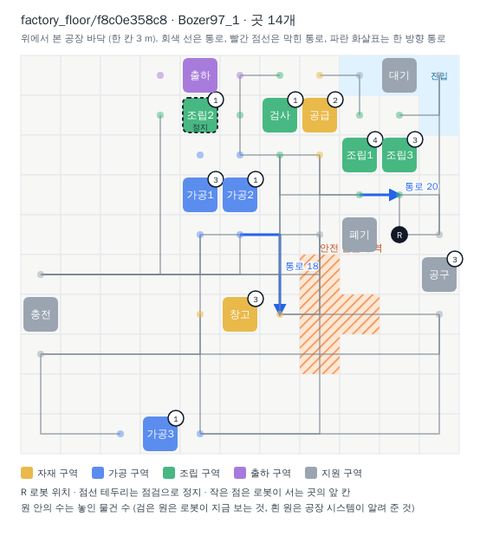 factory_floor/f8c0e358c8 · Bozer97_1 · 곳 14개
위에서 본 공장 바닥 (한 칸 3 m). 회색 선은 통로, 빨간 점선은 막힌 통로, 파란 화살표는 한 방향 통로
출하
대기
조립2
1
정지
검사
1
공급
2
조립1
4
조립3
3
가공1
3
가공2
1
통로 20
폐기
R
통로 18
공구
3
충전
창고
3
가공3
1
자재 구역
가공 구역
조립 구역
출하 구역
지원 구역
R 로봇 위치 · 점선 테두리는 점검으로 정지 · 작은 점은 로봇이 서는 곳의 앞 칸
원 안의 수는 놓인 물건 수 (검은 원은 로봇이 지금 보는 것, 흰 원은 공장 시스템이 알려 준 것)